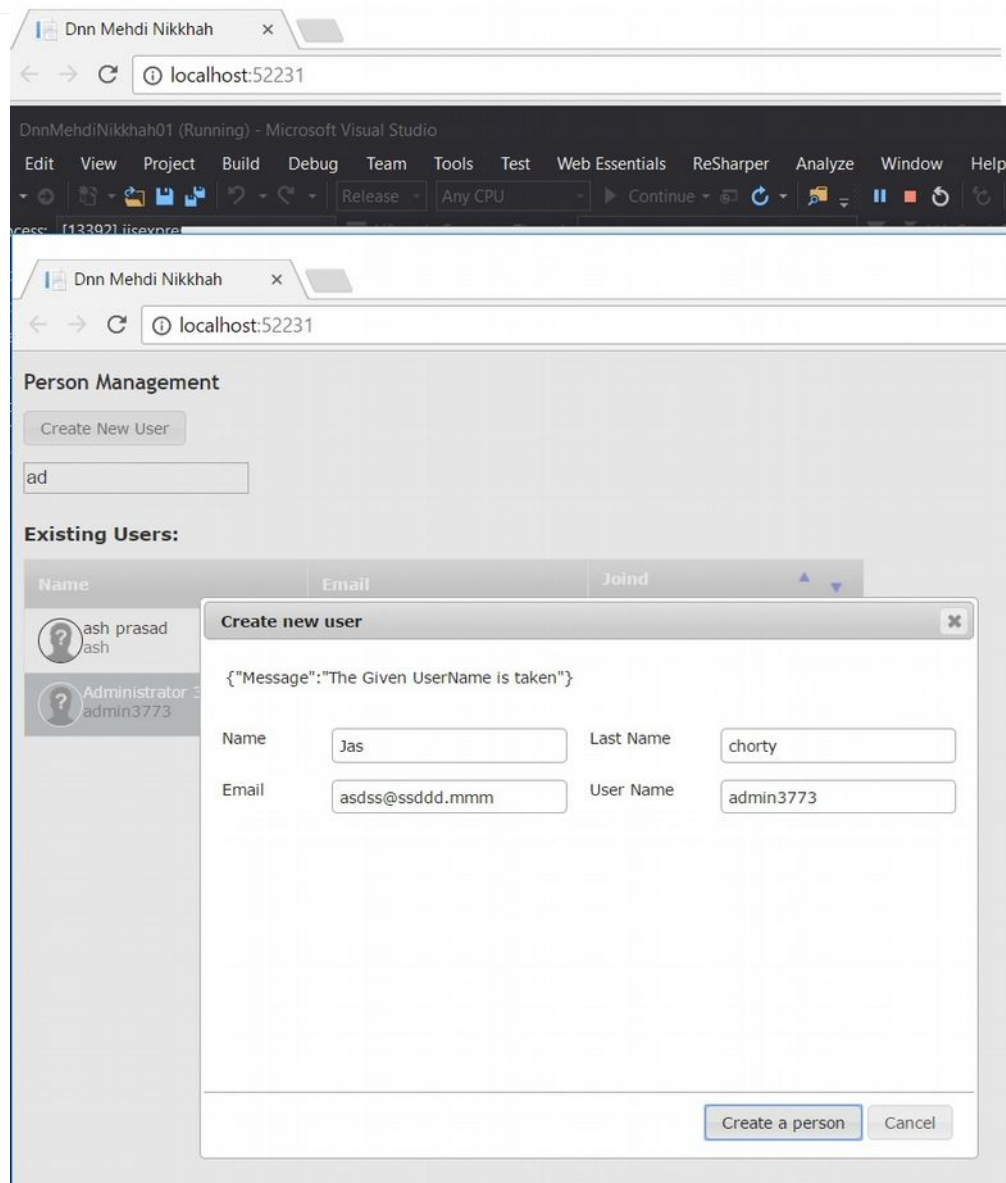 Dnn Mehdi Nikkhah
localhost:52231
DnnMehdiNikkhah01 (Running) - Microsoft Visual Studio
Edit View Project Build Debug Team Tools Test Web Essentials ReSharper Analyze Window Help
Release Any CPU Continue
[13392] iisexpre
Dnn Mehdi Nikkhah
localhost:52231
Person Management
Create New User
ad
Existing Users:
Name Email Joind
ash prasad
ash
Administrator 3
admin3773
Create new user
{"Message":"The Given UserName is taken"}
Name Jas Last Name chorty
Email asdss@ssddd.mmm User Name admin3773
Create a person Cancel